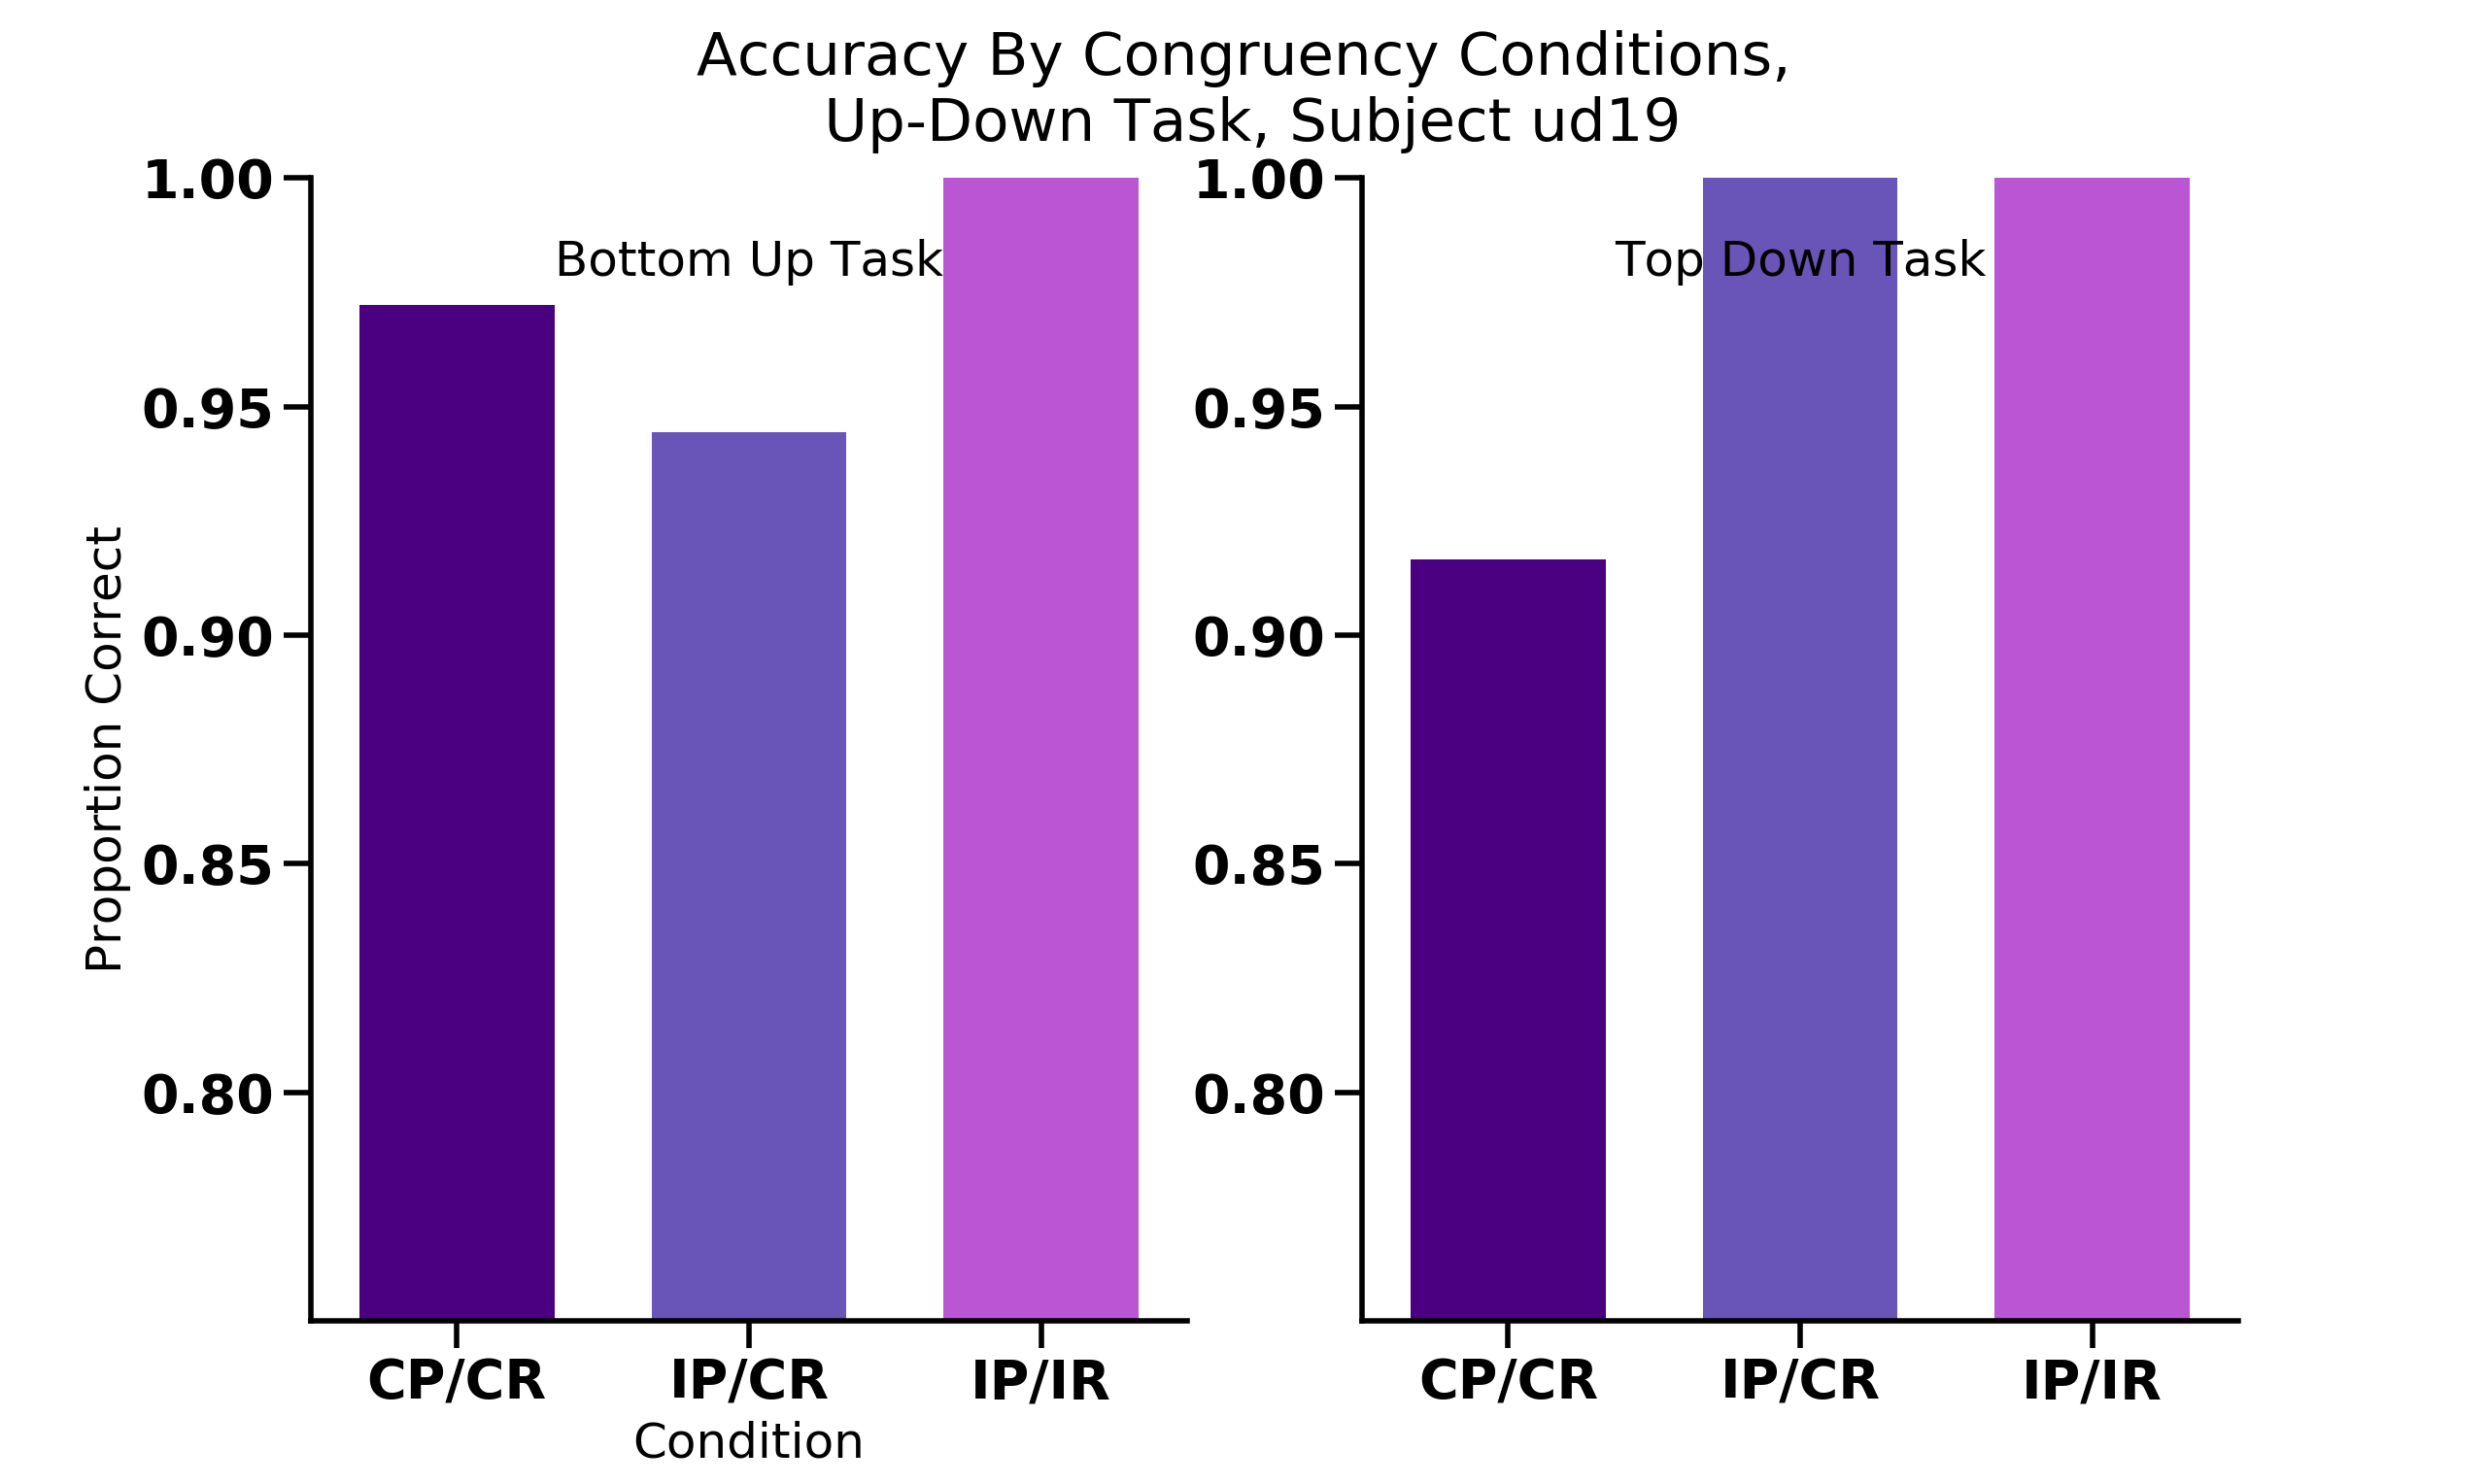 Accuracy By Congruency Conditions,
Up-Down Task, Subject ud19
Proportion Correct
1.00
0.95
0.90
0.85
0.80
Bottom Up Task
CP/CR IP/CR IP/IR
Condition
1.00
0.95
0.90
0.85
0.80
Top Down Task
CP/CR IP/CR IP/IR